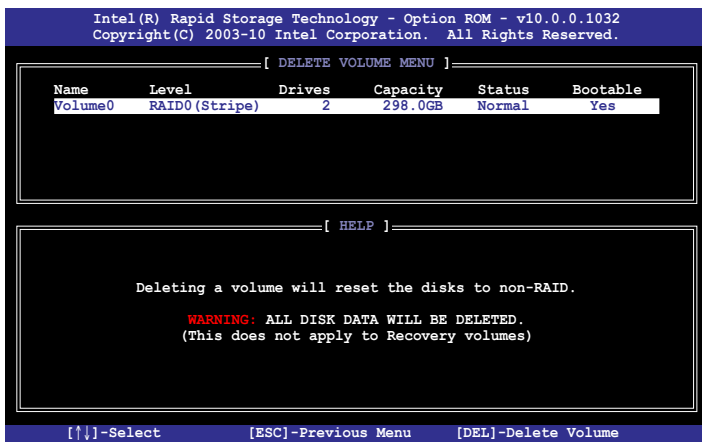 Intel(R) Rapid Storage Technology - Option ROM - v10.0.0.1032
Copyright(C) 2003-10 Intel Corporation. All Rights Reserved.
[ DELETE VOLUME MENU ]
Name Level Drives Capacity Status Bootable
Volume0 RAID0(Stripe) 2 298.0GB Normal Yes
[ HELP ]
Deleting a volume will reset the disks to non-RAID.
WARNING: ALL DISK DATA WILL BE DELETED.
(This does not apply to Recovery volumes)
[↑↓]-Select [ESC]-Previous Menu [DEL]-Delete Volume